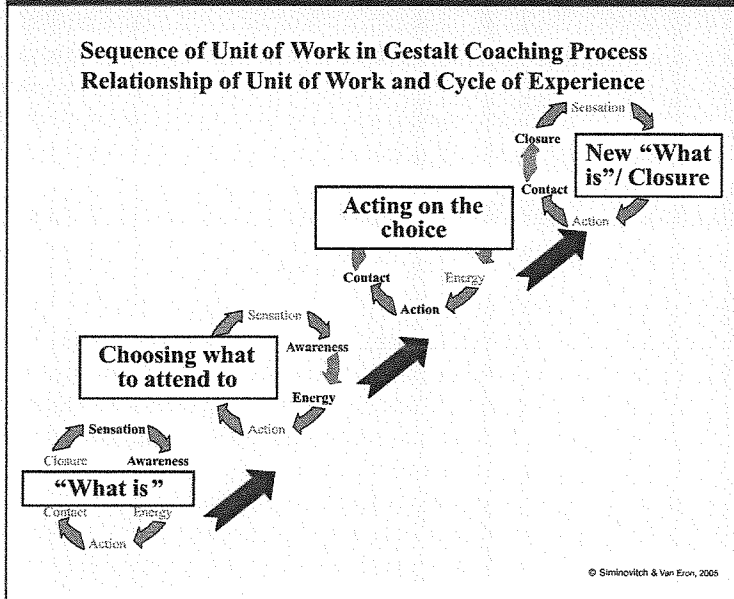 Sequence of Unit of Work in Gestalt Coaching Process
Relationship of Unit of Work and Cycle of Experience
Sensation
Closure
New “What
is”/ Closure
Contact
Action
Acting on the
choice
Contact
Energy
Action
Sensation
Awareness
Choosing what
to attend to
Energy
Action
Sensation
Closure
Awareness
“What is”
Contact
Energy
Action
© Siminovitch & Van Eron, 2005